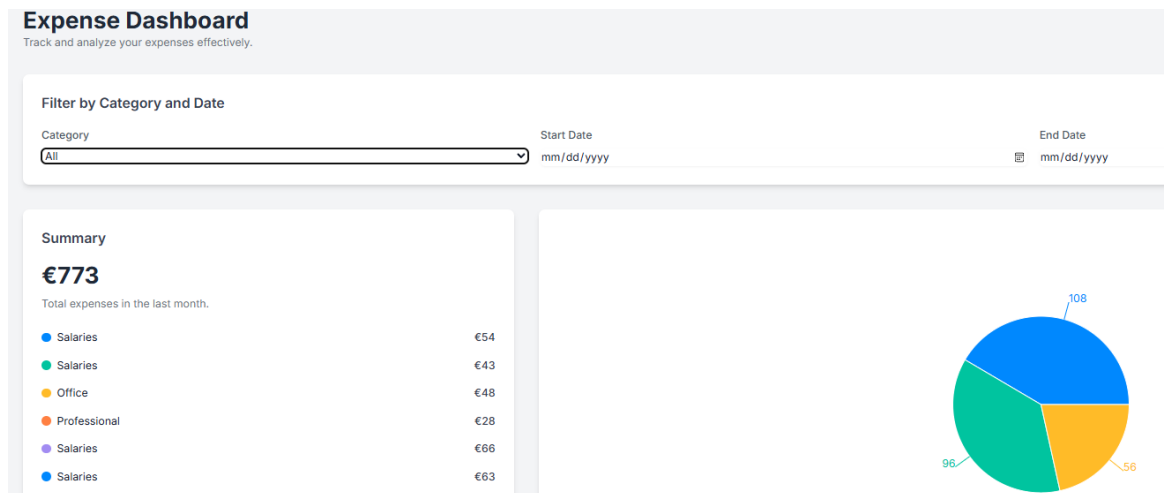 Expense Dashboard
Track and analyze your expenses effectively.
Filter by Category and Date
Category Start Date End Date
All mm/dd/yyyy mm/dd/yyyy
Summary
€773
Total expenses in the last month.
Salaries €54
Salaries €43
Office €48
Professional €28
Salaries €66
Salaries €63
108
96
56